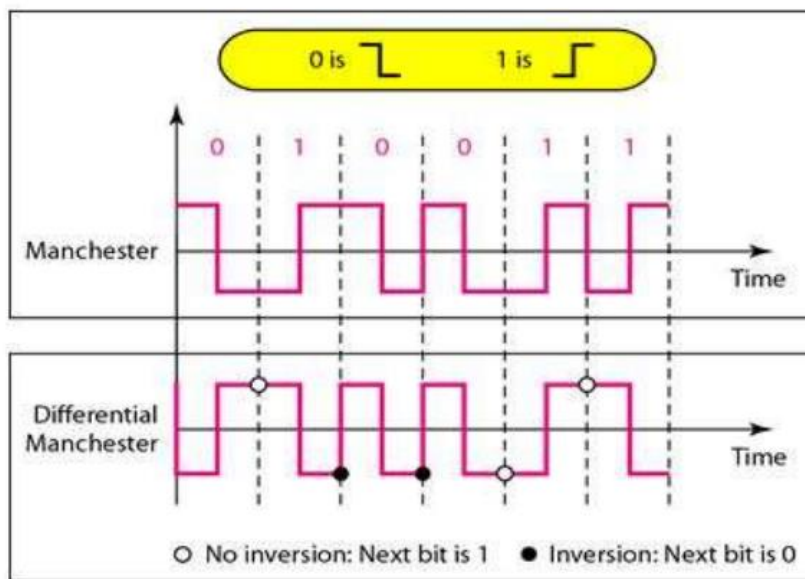 0 is 1 is
0 1 0 0 1 1
Manchester
Time
Differential
Manchester
Time
No inversion: Next bit is 1 Inversion: Next bit is 0